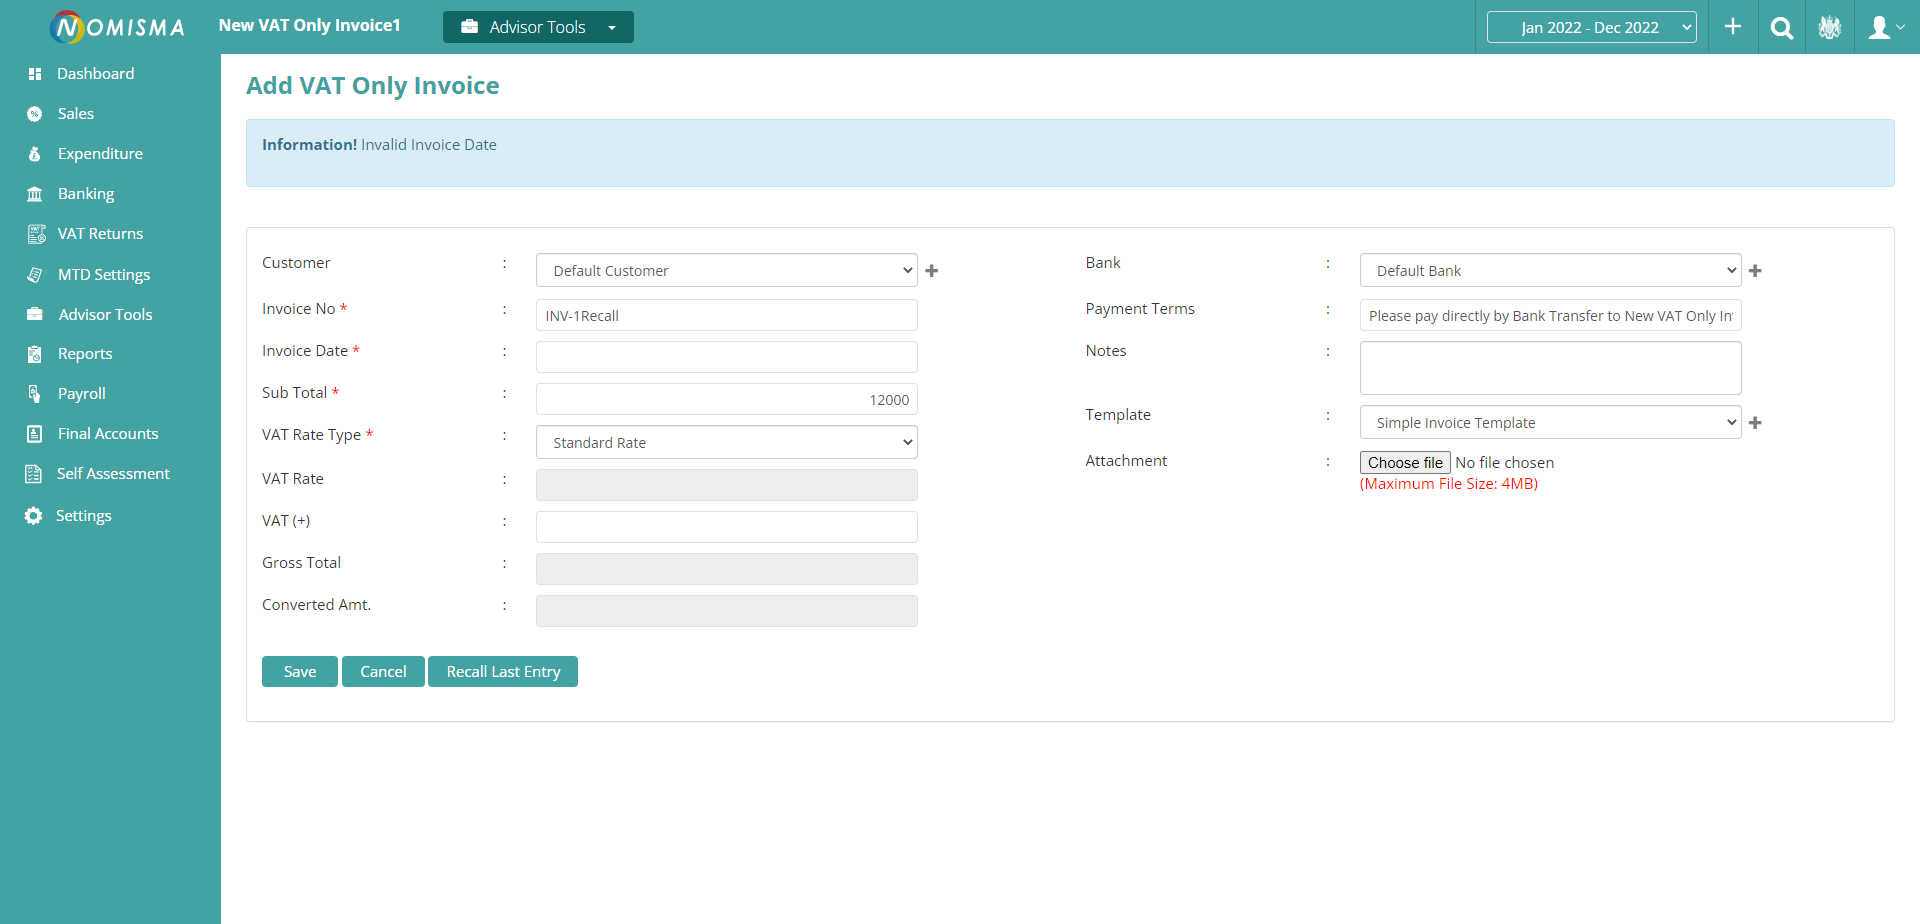 NOMISMA
New VAT Only Invoice1
Advisor Tools
Jan 2022 - Dec 2022
Dashboard
Sales
Expenditure
Banking
VAT Returns
MTD Settings
Advisor Tools
Reports
Payroll
Final Accounts
Self Assessment
Settings
Add VAT Only Invoice
Information! Invalid Invoice Date
Customer : Default Customer
Invoice No * : INV-1Recall
Invoice Date * :
Sub Total * : 12000
VAT Rate Type * : Standard Rate
VAT Rate :
VAT (+) :
Gross Total :
Converted Amt. :
Bank : Default Bank
Payment Terms : Please pay directly by Bank Transfer to New VAT Only In
Notes :
Template : Simple Invoice Template
Attachment : Choose file No file chosen
(Maximum File Size: 4MB)
Save Cancel Recall Last Entry